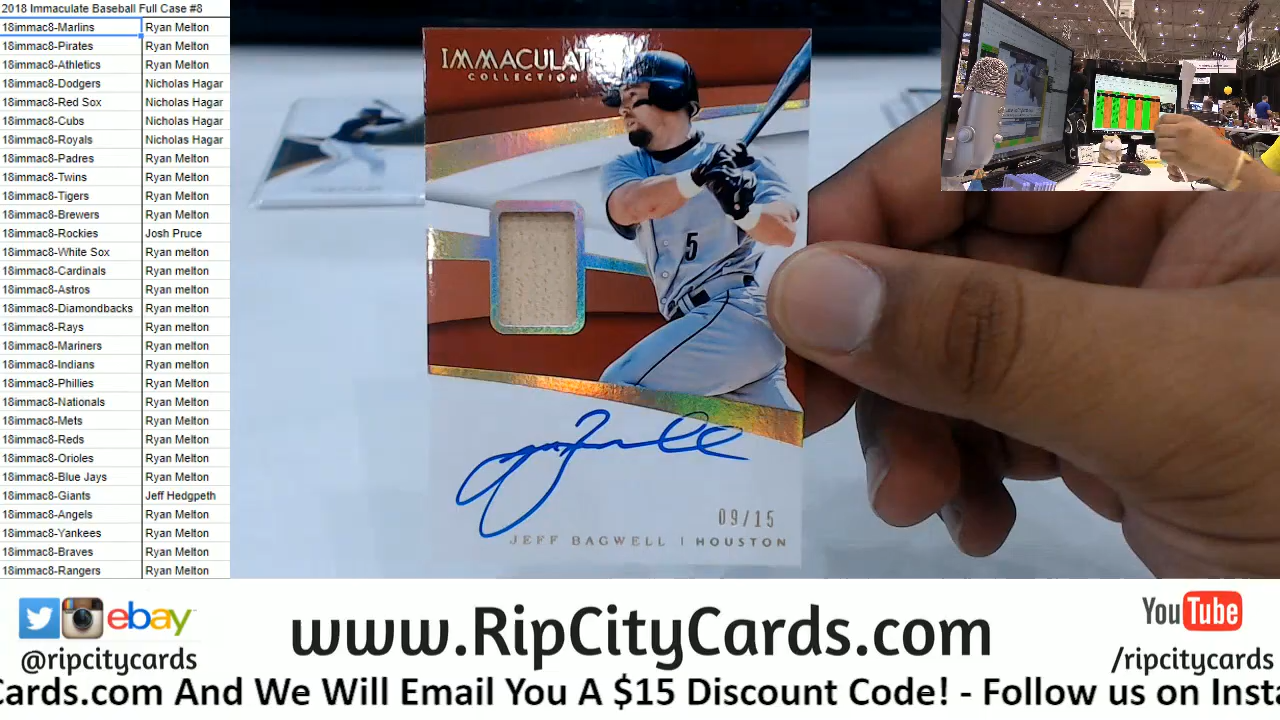 2018 Immaculate Baseball Full Case #8
18immac8-Marlins Ryan Melton
18immac8-Pirates Ryan Melton
18immac8-Athletics Ryan Melton
18immac8-Dodgers Nicholas Hagar
18immac8-Red Sox Nicholas Hagar
18immac8-Cubs Nicholas Hagar
18immac8-Royals Nicholas Hagar
18immac8-Padres Ryan Melton
18immac8-Twins Ryan Melton
18immac8-Tigers Ryan Melton
18immac8-Brewers Ryan Melton
18immac8-Rockies Josh Pruce
18immac8-White Sox Ryan melton
18immac8-Cardinals Ryan melton
18immac8-Astros Ryan melton
18immac8-Diamondbacks Ryan melton
18immac8-Rays Ryan melton
18immac8-Mariners Ryan melton
18immac8-Indians Ryan melton
18immac8-Phillies Ryan Melton
18immac8-Nationals Ryan Melton
18immac8-Mets Ryan Melton
18immac8-Reds Ryan Melton
18immac8-Orioles Ryan Melton
18immac8-Blue Jays Ryan Melton
18immac8-Giants Jeff Hedgpeth
18immac8-Angels Ryan Melton
18immac8-Yankees Ryan Melton
18immac8-Braves Ryan Melton
18immac8-Rangers Ryan Melton
IMMACULAT
COLLECTION
5
09/15
JEFF BAGWELL | HOUSTON
ebay
@ripcitycards
www.RipCityCards.com
YouTube
/ripcitycards
Cards.com And We Will Email You A $15 Discount Code! - Follow us on Insta